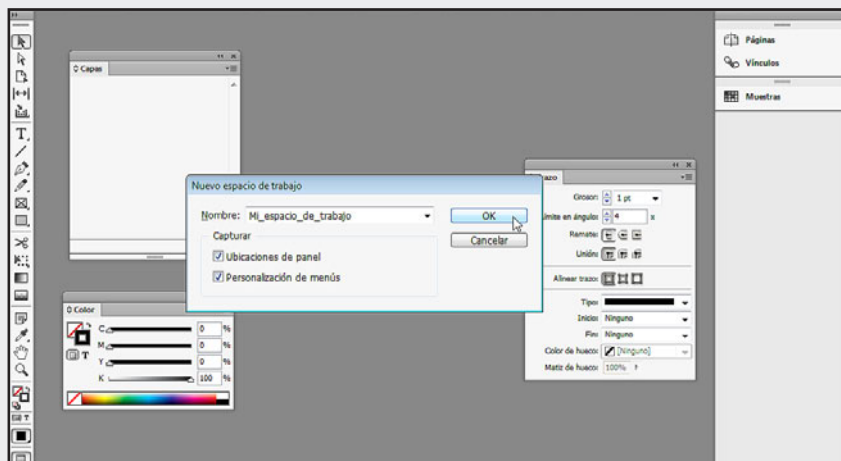 Páginas
Vínculos
Muestras
Capas
T
Nuevo espacio de trabajo
Nombre: Mi_espacio_de_trabajo
OK
Cancelar
Capturar
Ubicaciones de panel
Personalización de menús
Grosor: 1 pt
ímite en ángulo: 4 x
Remate:
Unión:
Alinear trazo:
Tipo:
Inicio: Ninguno
Fin: Ninguno
Color de hueco: [Ninguno]
Matiz de hueco: 100%
Color
C 0 %
M 0 %
T
Y 0 %
K 100 %
T